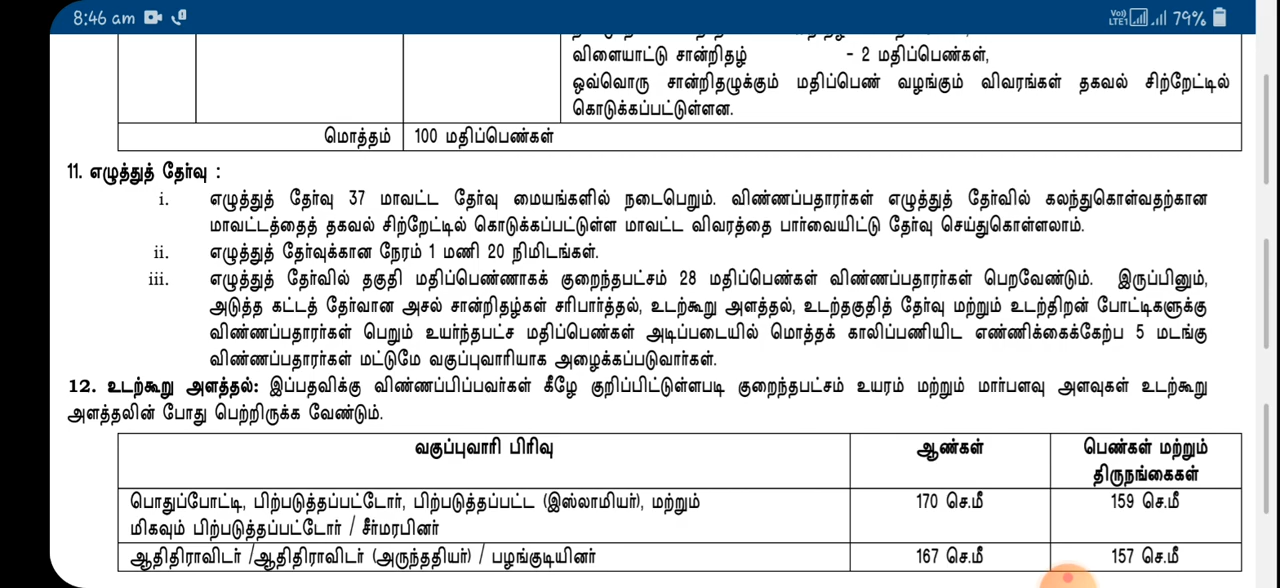 8:46 am
Vo) LTE1 79%
விளையாட்டு சான்றிதழ் - 2 மதிப்பெண்கள்,
ஒவ்வொரு சான்றிதழுக்கும் மதிப்பெண் வழங்கும் விவரங்கள் தகவல் சிற்றேட்டில்
கொடுக்கப்பட்டுள்ளன.
மொத்தம் 100 மதிப்பெண்கள்
11. எழுத்துத் தேர்வு :
i. எழுத்துத் தேர்வு 37 மாவட்ட தேர்வு மையங்களில் நடைபெறும். விண்ணப்பதாரர்கள் எழுத்துத் தேர்வில் கலந்துகொள்வதற்கான
மாவட்டத்தைத் தகவல் சிற்றேட்டில் கொடுக்கப்பட்டுள்ள மாவட்ட விவரத்தை பார்வையிட்டு தேர்வு செய்துகொள்ளலாம்.
ii. எழுத்துத் தேர்வுக்கான நேரம் 1 மணி 20 நிமிடங்கள்.
iii. எழுத்துத் தேர்வில் தகுதி மதிப்பெண்ணாகக் குறைந்தபட்சம் 28 மதிப்பெண்கள் விண்ணப்பதாரர்கள் பெறவேண்டும். இருப்பினும்,
அடுத்த கட்டத் தேர்வான அசல் சான்றிதழ்கள் சரிபார்த்தல், உடற்கூறு அளத்தல், உடற்தகுதித் தேர்வு மற்றும் உடற்திறன் போட்டிகளுக்கு
விண்ணப்பதாரர்கள் பெறும் உயர்ந்தபட்ச மதிப்பெண்கள் அடிப்படையில் மொத்தக் காலிப்பணியிட எண்ணிக்கைக்கேற்ப 5 மடங்கு
விண்ணப்பதாரர்கள் மட்டுமே வகுப்புவாரியாக அழைக்கப்படுவார்கள்.
12. உடற்கூறு அளத்தல்: இப்பதவிக்கு விண்ணப்பிப்பவர்கள் கீழே குறிப்பிட்டுள்ளபடி குறைந்தபட்சம் உயரம் மற்றும் மார்பளவு அளவுகள் உடற்கூறு
அளத்தலின் போது பெற்றிருக்க வேண்டும்.
வகுப்புவாரி பிரிவு ஆண்கள் பெண்கள் மற்றும்
திருநங்கைகள்
பொதுப்போட்டி, பிற்படுத்தப்பட்டோர், பிற்படுத்தப்பட்ட (இஸ்லாமியர்), மற்றும் 170 செ.மீ 159 செ.மீ
மிகவும் பிற்படுத்தப்பட்டோர் / சீர்மரபினர்
ஆதிதிராவிடர் /ஆதிதிராவிடர் (அருந்ததியர்) / பழங்குடியினர் 167 செ.மீ 157 செ.மீ